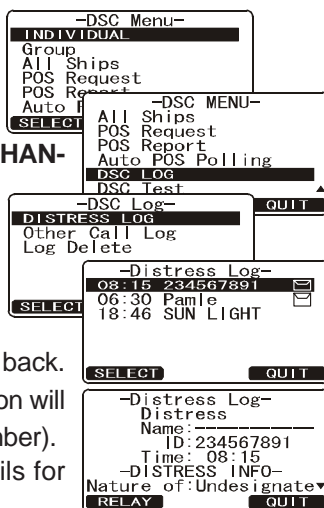 -DSC Menu-
INDIVIDUAL
Group
All Ships
POS Request
POS Report
Auto P
SELECT
HAN-
-DSC MENU-
All Ships
POS Request
POS Report
Auto POS Polling
DSC LOG
DSC Test
QUIT
-DSC Log-
DISTRESS LOG
Other Call Log
Log Delete
SELECT
-Distress Log-
08:15 234567891
06:30 Pamle
18:46 SUN LIGHT
SELECT QUIT
back.
on will
nber).
ils for
-Distress Log-
Distress
Name:------------
ID:234567891
Time: 08:15
-DISTRESS INFO-
Nature of:Undesignate▾
RELAY QUIT